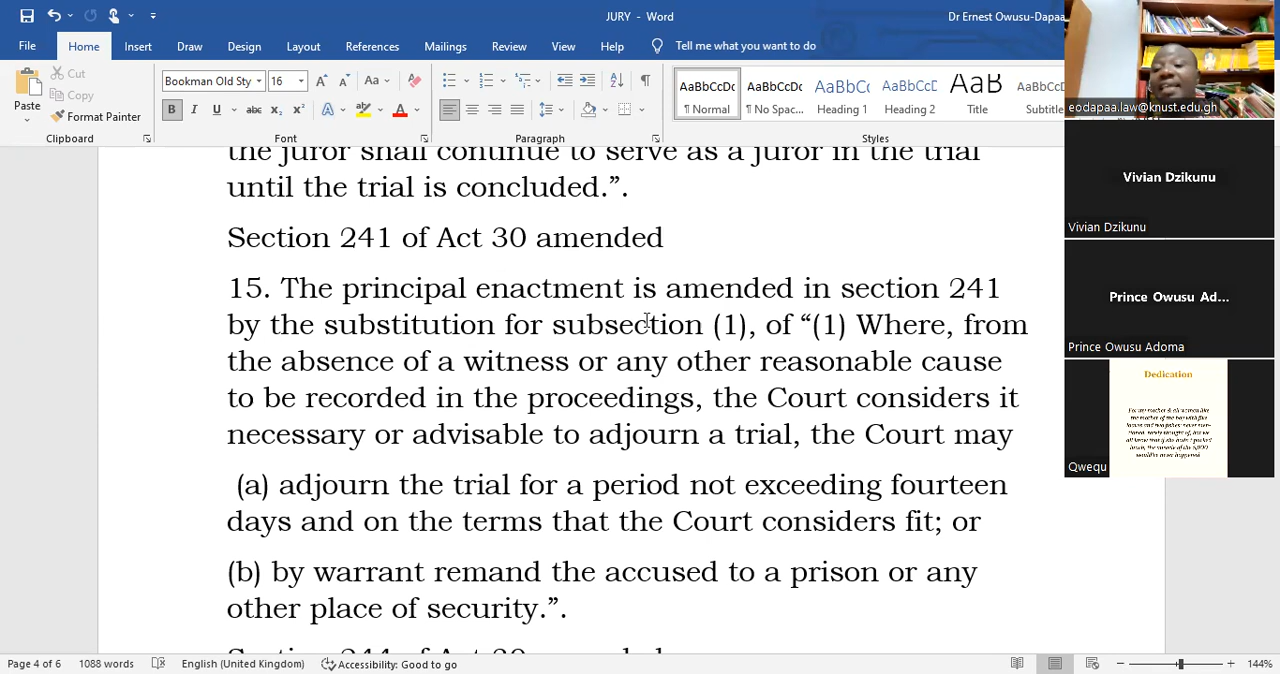 JURY - Word
Dr Ernest Owusu-Dapaa
File Home Insert Draw Design Layout References Mailings Review View Help Tell me what you want to do
Paste
Cut
Copy
Format Painter
Clipboard
Bookman Old Sty 16
Font
Paragraph
AaBbCcDc AaBbCcDc AaBbCc AaBbCcD AaB AaBbCcD
¶ Normal ¶ No Spac... Heading 1 Heading 2 Title Subtitle
Styles
the juror shall continue to serve as a juror in the trial
until the trial is concluded.”.
Section 241 of Act 30 amended
15. The principal enactment is amended in section 241
by the substitution for subsection (1), of “(1) Where, from
the absence of a witness or any other reasonable cause
to be recorded in the proceedings, the Court considers it
necessary or advisable to adjourn a trial, the Court may
(a) adjourn the trial for a period not exceeding fourteen
days and on the terms that the Court considers fit; or
(b) by warrant remand the accused to a prison or any
other place of security.”.
Section 244 of Act 30 amended
eodapaa.law@knust.edu.gh
Vivian Dzikunu
Vivian Dzikunu
Prince Owusu Ad...
Prince Owusu Adoma
Dedication
Qwequ
Page 4 of 6 1088 words English (United Kingdom) Accessibility: Good to go 144%